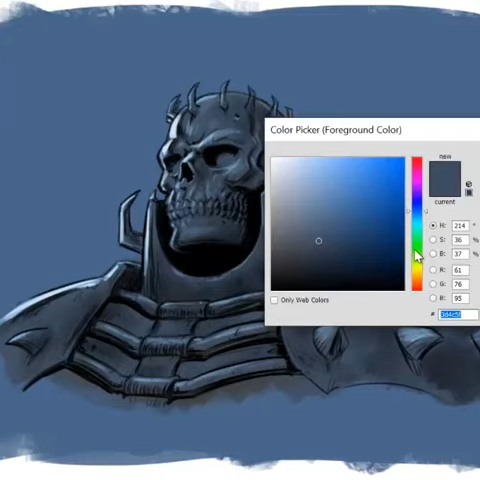 Color Picker (Foreground Color)
new
current
H: 214 °
S: 36 %
B: 37 %
R: 61
G: 76
B: 95
Only Web Colors
# 3d4c5f